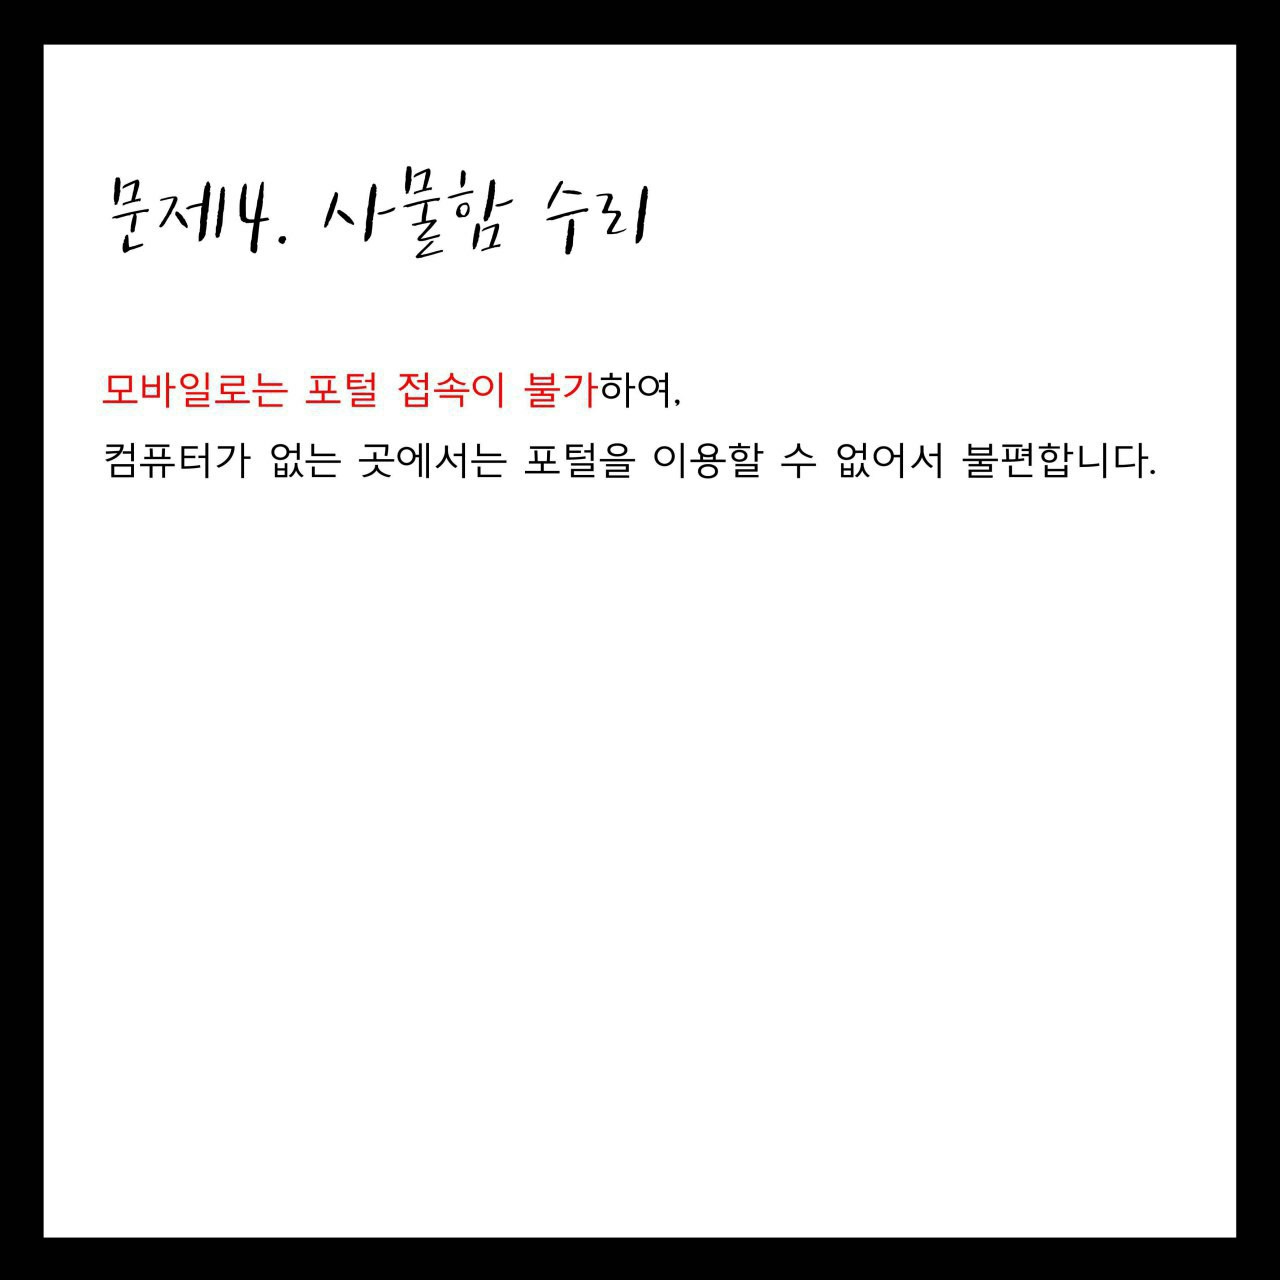 문제4. 사물함 수리
모바일로는 포털 접속이 불가하여,
컴퓨터가 없는 곳에서는 포털을 이용할 수 없어서 불편합니다.